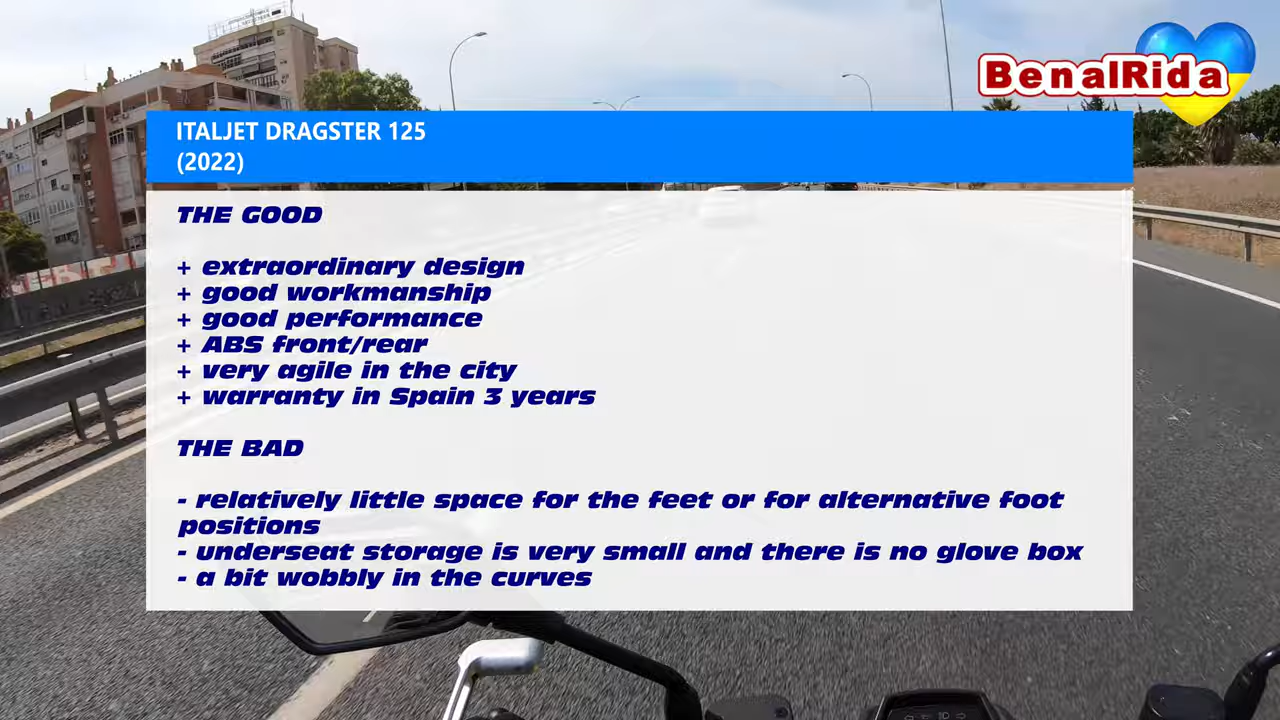 BenalRida
ITALJET DRAGSTER 125
(2022)
THE GOOD
+ extraordinary design
+ good workmanship
+ good performance
+ ABS front/rear
+ very agile in the city
+ warranty in Spain 3 years
THE BAD
- relatively little space for the feet or for alternative foot
positions
- underseat storage is very small and there is no glove box
- a bit wobbly in the curves